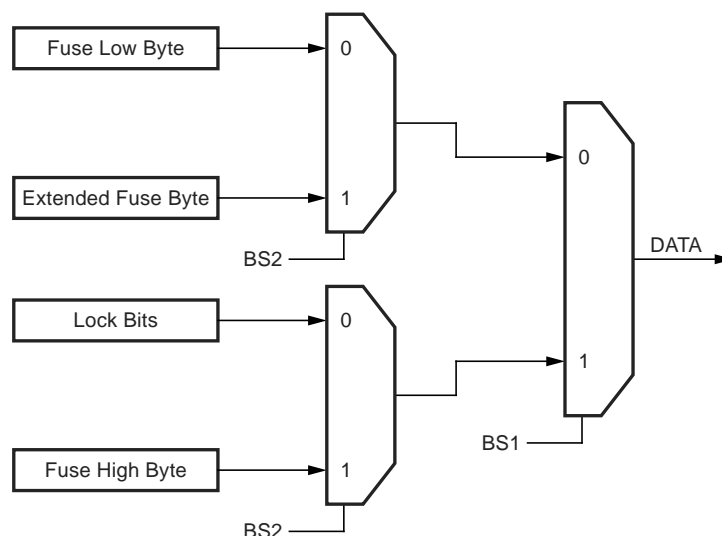 Fuse Low Byte
0
Extended Fuse Byte
1
BS2
0
DATA
Lock Bits
0
1
BS1
Fuse High Byte
1
BS2